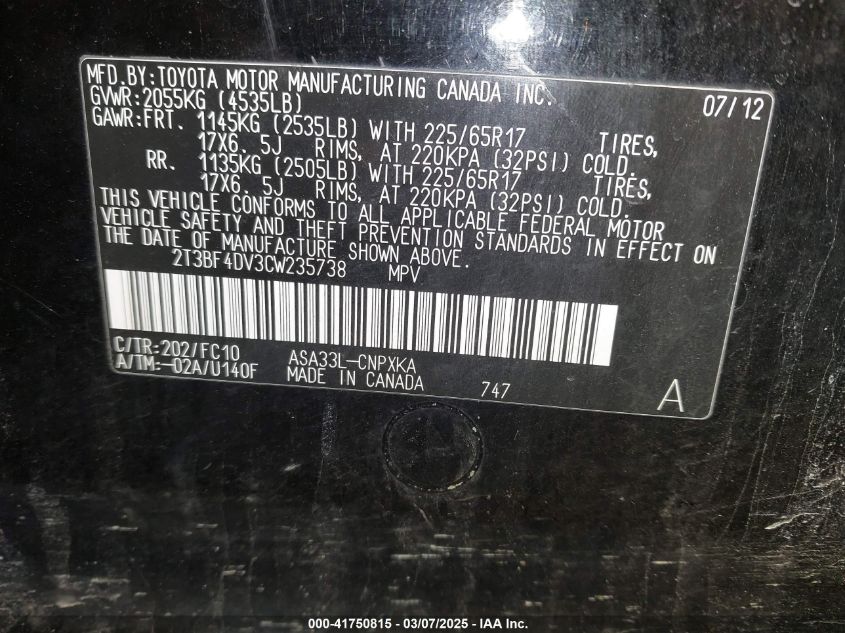 MFD.BY:TOYOTA MOTOR MANUFACTURING CANADA INC. 07/12
GVWR:2055KG (4535LB)
GAWR:FRT. 1145KG (2535LB) WITH 225/65R17 TIRES,
17X6. 5J RIMS, AT 220KPA (32PSI) COLD.
RR. 1135KG (2505LB) WITH 225/65R17 TIRES,
17X6. 5J RIMS, AT 220KPA (32PSI) COLD.
THIS VEHICLE CONFORMS TO ALL APPLICABLE FEDERAL MOTOR
VEHICLE SAFETY AND THEFT PREVENTION STANDARDS IN EFFECT ON
THE DATE OF MANUFACTURE SHOWN ABOVE.
2T3BF4DV3CW235738 MPV
C/TR:202/FC10 ASA33L-CNPXKA
A/TM:-02A/U140F MADE IN CANADA 747 A
000-41750815 - 03/07/2025 - IAA Inc.